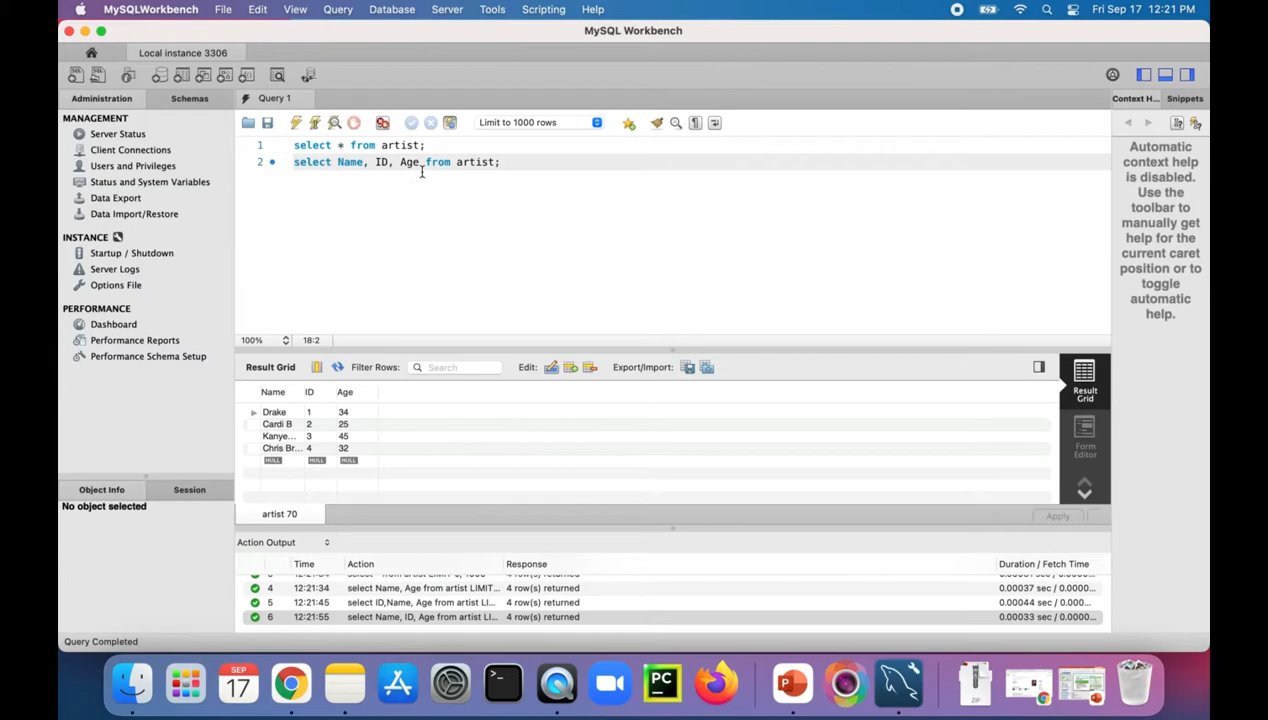 MySQLWorkbench File Edit View Query Database Server Tools Scripting Help Fri Sep 17 12:21 PM
MySQL Workbench
Local instance 3306
Administration Schemas Query 1 Context H... Snippets
MANAGEMENT
Server Status
Client Connections
Users and Privileges
Status and System Variables
Data Export
Data Import/Restore
INSTANCE
Startup / Shutdown
Server Logs
Options File
PERFORMANCE
Dashboard
Performance Reports
Performance Schema Setup
Limit to 1000 rows
1 select * from artist;
2 select Name, ID, Age from artist;
Automatic
context help
is disabled.
Use the
toolbar to
manually get
help for the
current caret
position or to
toggle
automatic
help.
100% 18:2
Result Grid Filter Rows: Search Edit: Export/Import:
Name ID Age
Drake 1 34
Cardi B 2 25
Kanye... 3 45
Chris Br... 4 32
NULL NULL NULL
Result
Grid
Form
Editor
Object Info Session
No object selected
artist 70 Apply
Action Output
Time Action Response Duration / Fetch Time
4 12:21:34 select Name, Age from artist LIMIT... 4 row(s) returned 0.00037 sec / 0.0000...
5 12:21:45 select ID,Name, Age from artist LI... 4 row(s) returned 0.00044 sec / 0.0000...
6 12:21:55 select Name, ID, Age from artist LI... 4 row(s) returned 0.00033 sec / 0.0000...
Query Completed
SEP
17
>_
PC
ZIP